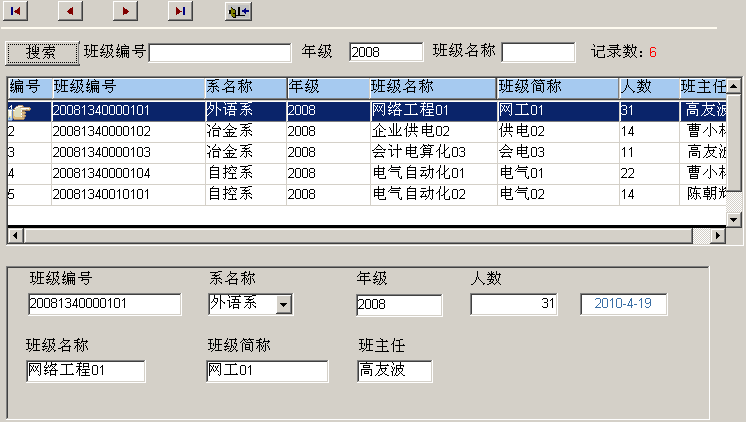 搜索 班级编号 年级 2008 班级名称 记录数: 6
编号 班级编号 系名称 年级 班级名称 班级简称 人数 班主任
20081340000101 外语系 2008 网络工程01 网工01 31 高友波
2 20081340000102 冶金系 2008 企业供电02 供电02 14 曹小
3 20081340000103 冶金系 2008 会计电算化03 会电03 11 高友波
4 20081340000104 自控系 2008 电气自动化01 电气01 22 曹小
5 20081340010101 自控系 2008 电气自动化02 电气02 14 陈朝
班级编号 系名称 年级 人数
20081340000101 外语系 2008 31 2010-4-19
班级名称 班级简称 班主任
网络工程01 网工01 高友波